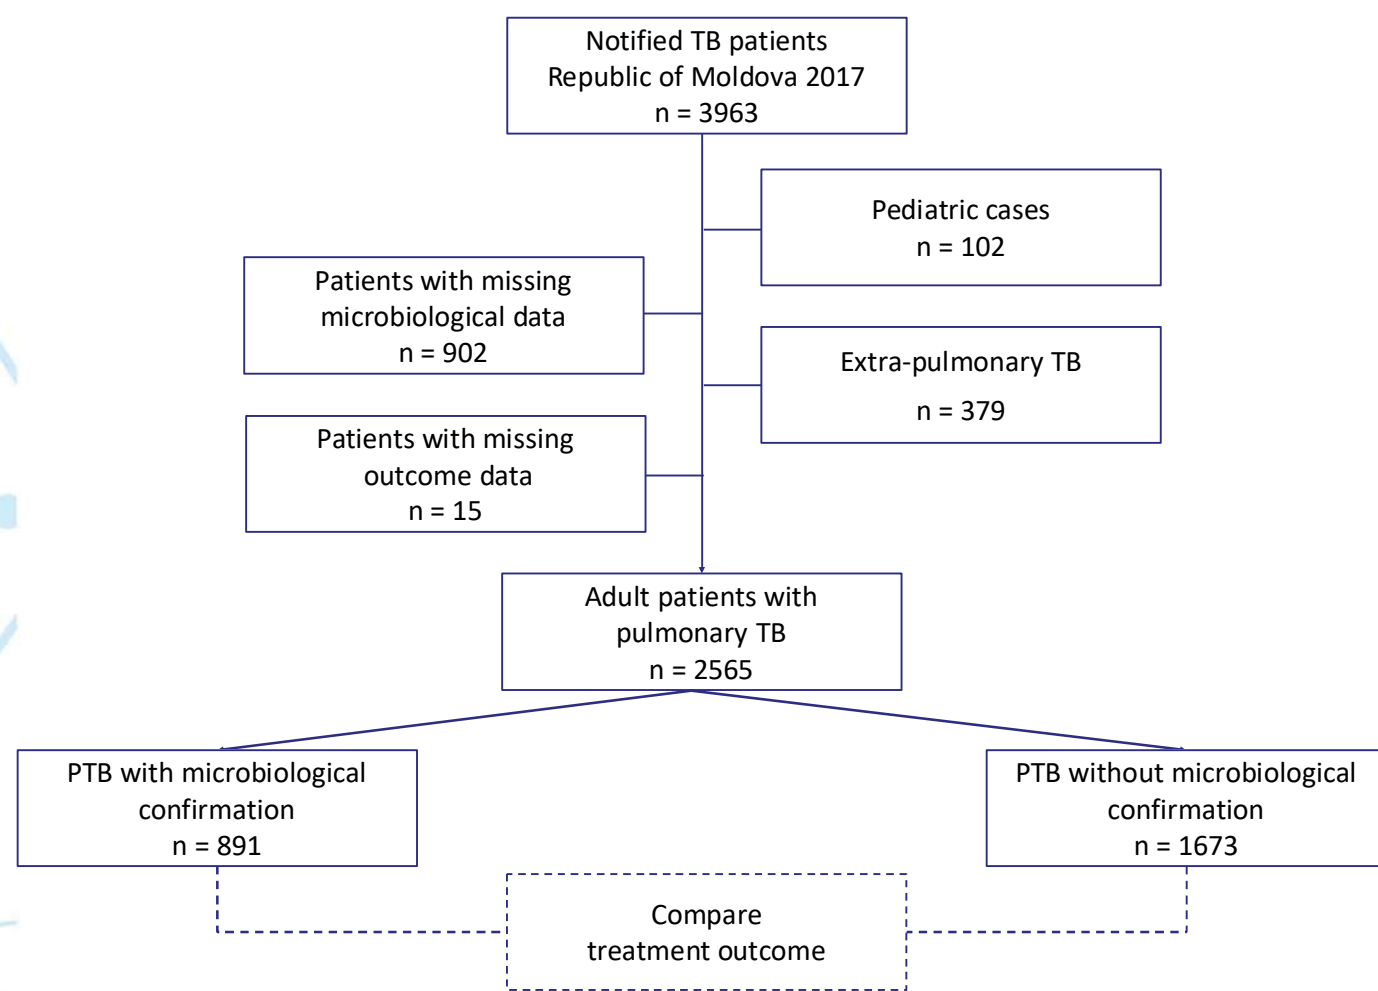 Notified TB patients
Republic of Moldova 2017
n = 3963
Pediatric cases
n = 102
Patients with missing
microbiological data
n = 902
Extra-pulmonary TB
n = 379
Patients with missing
outcome data
n = 15
Adult patients with
pulmonary TB
n = 2565
PTB with microbiological
confirmation
n = 891
PTB without microbiological
confirmation
n = 1673
Compare
treatment outcome